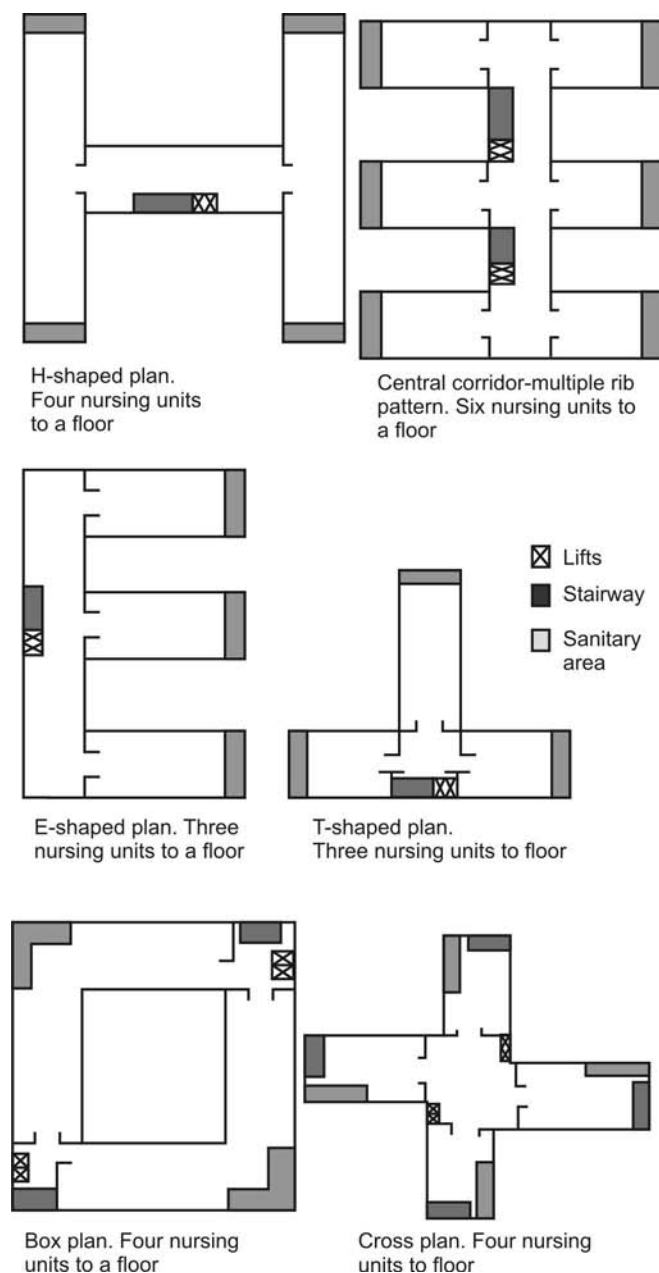 H-shaped plan.
Four nursing units
to a floor
Central corridor-multiple rib
pattern. Six nursing units to
a floor
Lifts
Stairway
Sanitary
area
E-shaped plan. Three
nursing units to a floor
T-shaped plan.
Three nursing units to floor
Box plan. Four nursing
units to a floor
Cross plan. Four nursing
units to floor